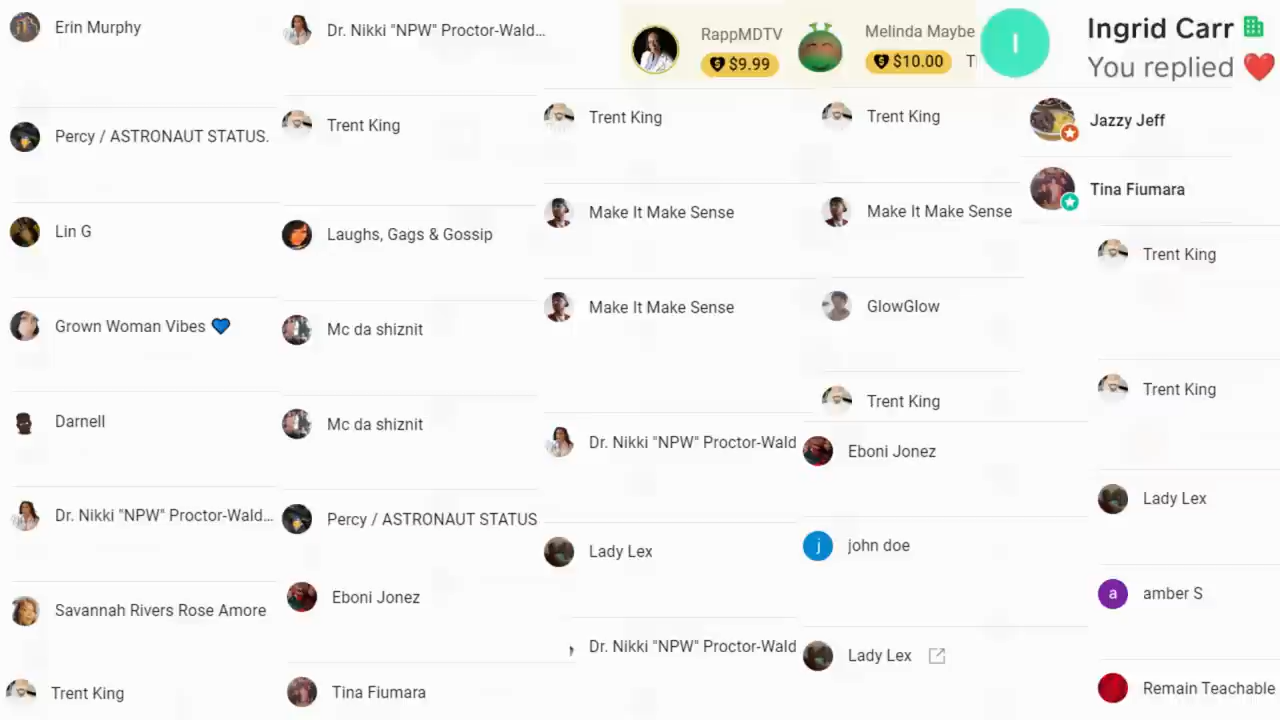 Erin Murphy
Percy / ASTRONAUT STATUS.
Lin G
Grown Woman Vibes 💙
Darnell
Dr. Nikki "NPW" Proctor-Wald...
Savannah Rivers Rose Amore
Trent King
Dr. Nikki "NPW" Proctor-Wald...
Trent King
Laughs, Gags & Gossip
Mc da shiznit
Mc da shiznit
Percy / ASTRONAUT STATUS
Eboni Jonez
Tina Fiumara
RappMDTV
$9.99
Trent King
Make It Make Sense
Make It Make Sense
Dr. Nikki "NPW" Proctor-Wald
Lady Lex
Dr. Nikki "NPW" Proctor-Wald
Melinda Maybe
$10.00
Trent King
Make It Make Sense
GlowGlow
Trent King
Eboni Jonez
j
john doe
Lady Lex
I
Ingrid Carr
You replied ❤️
Jazzy Jeff
Tina Fiumara
Trent King
Trent King
Lady Lex
a
amber S
Remain Teachable